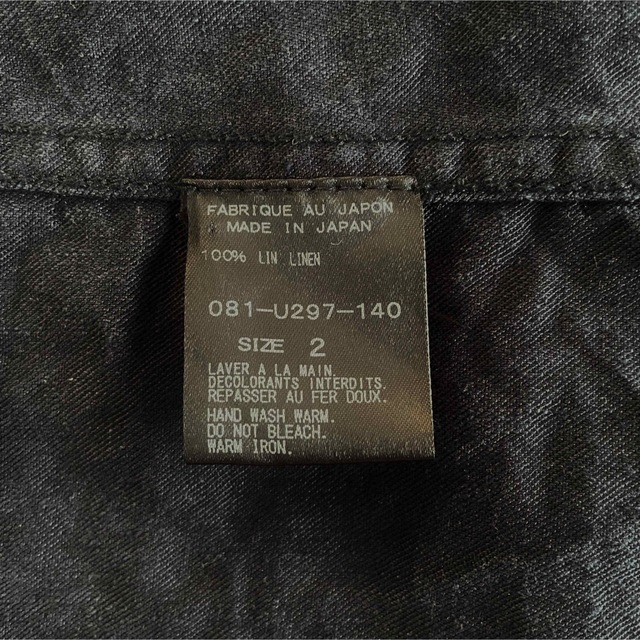 FABRIQUE AU JAPON
MADE IN JAPAN
100% LIN LINEN
081-U297-140
SIZE 2
LAVER A LA MAIN.
DECOLORANTS INTERDITS.
REPASSER AU FER DOUX.
HAND WASH WARM.
DO NOT BLEACH.
WARM IRON.